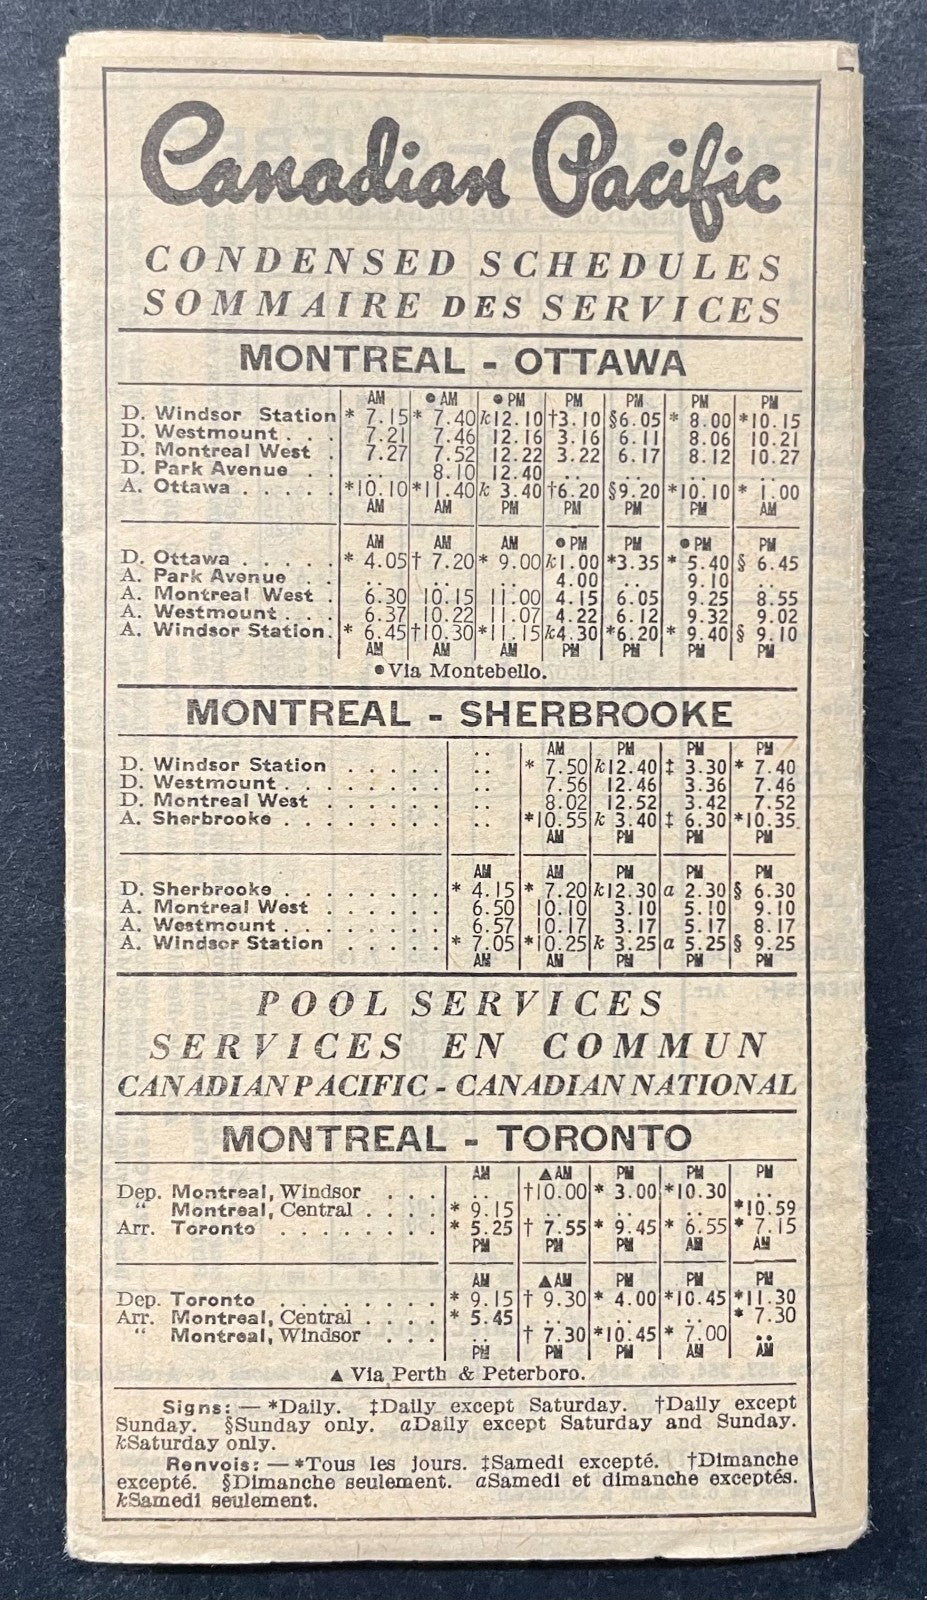 Canadian Pacific
CONDENSED SCHEDULES
SOMMAIRE DES SERVICES
MONTREAL - OTTAWA
AM ●AM ●PM PM PM PM PM
D. Windsor Station * 7.15 * 7.40 k12.10 †3.10 §6.05 * 8.00 *10.15
D. Westmount . . . 7.21 7.46 12.16 3.16 6.11 8.06 10.21
D. Montreal West . 7.27 7.52 12.22 3.22 6.17 8.12 10.27
D. Park Avenue . . .. 8.10 12.40 .. .. .. ..
A. Ottawa . . . . . *10.10 *11.40 k 3.40 †6.20 §9.20 *10.10 * 1.00
AM AM PM PM PM PM AM
AM AM AM ●PM PM ●PM PM
D. Ottawa . . . . . * 4.05 † 7.20 * 9.00 k1.00 *3.35 * 5.40 § 6.45
A. Park Avenue . . .. .. .. 4.00 .. 9.10 ..
A. Montreal West . 6.30 10.15 11.00 4.15 6.05 9.25 8.55
A. Westmount . . . 6.37 10.22 11.07 4.22 6.12 9.32 9.02
A. Windsor Station. * 6.45 †10.30 *11.15 k4.30 *6.20 * 9.40 § 9.10
AM AM AM PM PM PM PM
●Via Montebello.
MONTREAL - SHERBROOKE
.. AM PM PM PM
D. Windsor Station . . . . . .. * 7.50 k12.40 ‡ 3.30 * 7.40
D. Westmount . . . . . . . .. 7.56 12.46 3.36 7.46
D. Montreal West . . . . . .. 8.02 12.52 3.42 7.52
A. Sherbrooke . . . . . . . .. *10.55 k 3.40 ‡ 6.30 *10.35
AM PM PM PM
AM AM PM PM PM
D. Sherbrooke . . . . . . . * 4.15 * 7.20 k12.30 a 2.30 § 6.30
A. Montreal West . . . . . 6.50 10.10 3.10 5.10 9.10
A. Westmount . . . . . . . 6.57 10.17 3.17 5.17 8.17
A. Windsor Station . . . . * 7.05 *10.25 k 3.25 a 5.25 § 9.25
AM AM PM PM PM
POOL SERVICES
SERVICES EN COMMUN
CANADIAN PACIFIC - CANADIAN NATIONAL
MONTREAL - TORONTO
AM ▲AM PM PM PM
Dep. Montreal, Windsor . . . .. †10.00 * 3.00 *10.30 ..
“ Montreal, Central . . . . * 9.15 .. .. .. *10.59
Arr. Toronto . . . . . . . . * 5.25 † 7.55 * 9.45 * 6.55 * 7.15
PM PM PM AM AM
AM ▲AM PM PM PM
Dep. Toronto . . . . . . . . * 9.15 † 9.30 * 4.00 *10.45 *11.30
Arr. Montreal, Central . . . * 5.45 .. .. .. * 7.30
“ Montreal, Windsor . . . .. † 7.30 *10.45 * 7.00 ..
PM PM PM AM AM
▲ Via Perth & Peterboro.
Signs: — *Daily. ‡Daily except Saturday. †Daily except
Sunday. §Sunday only. aDaily except Saturday and Sunday.
kSaturday only.
Renvois: — *Tous les jours. ‡Samedi excepté. †Dimanche
excepté. §Dimanche seulement. aSamedi et dimanche exceptés.
kSamedi seulement.